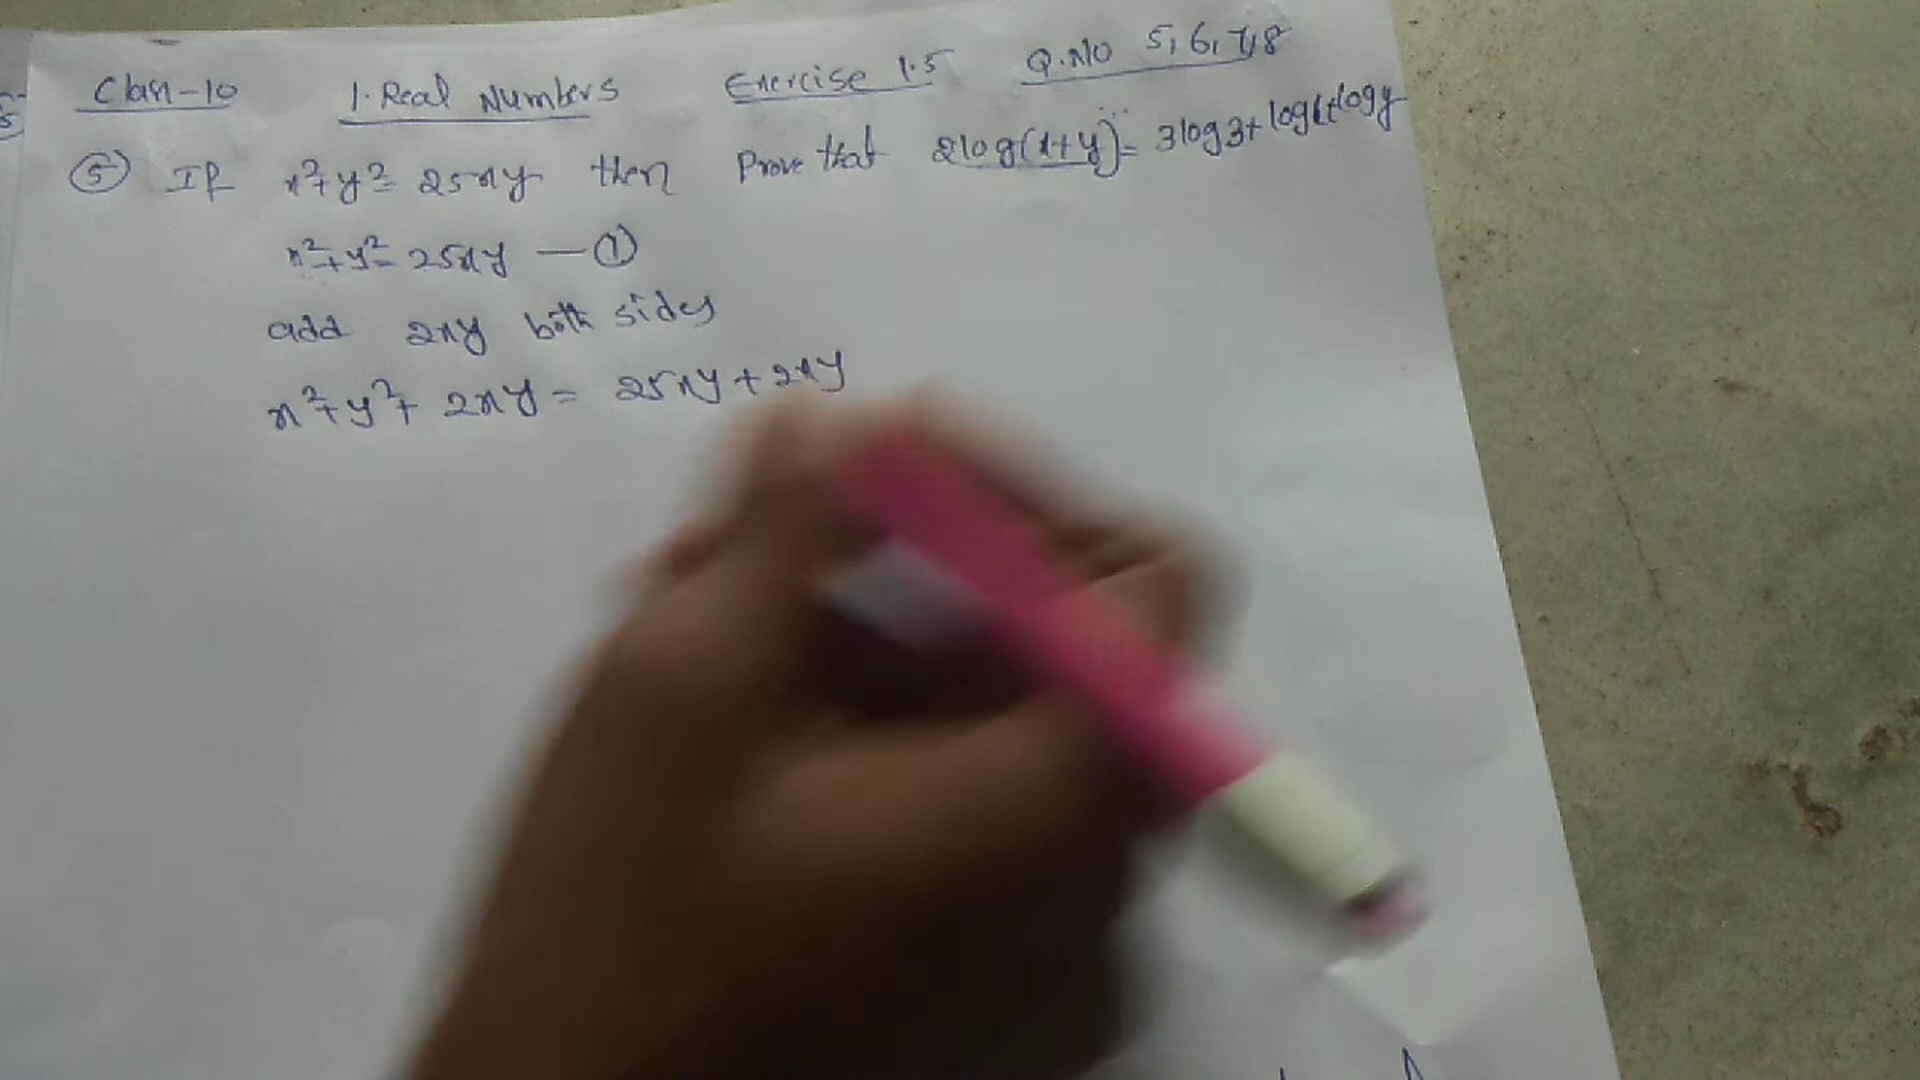 Class-10 1. Real Numbers Exercise 1.5 Q.No 5, 6, 7, 8
⑤ If x²+y²= 25xy then Prove that 2log(x+y)= 3log3+logx+logy
x²+y²= 25xy — ①
add 2xy both sides
x²+y²+ 2xy = 25xy+2xy